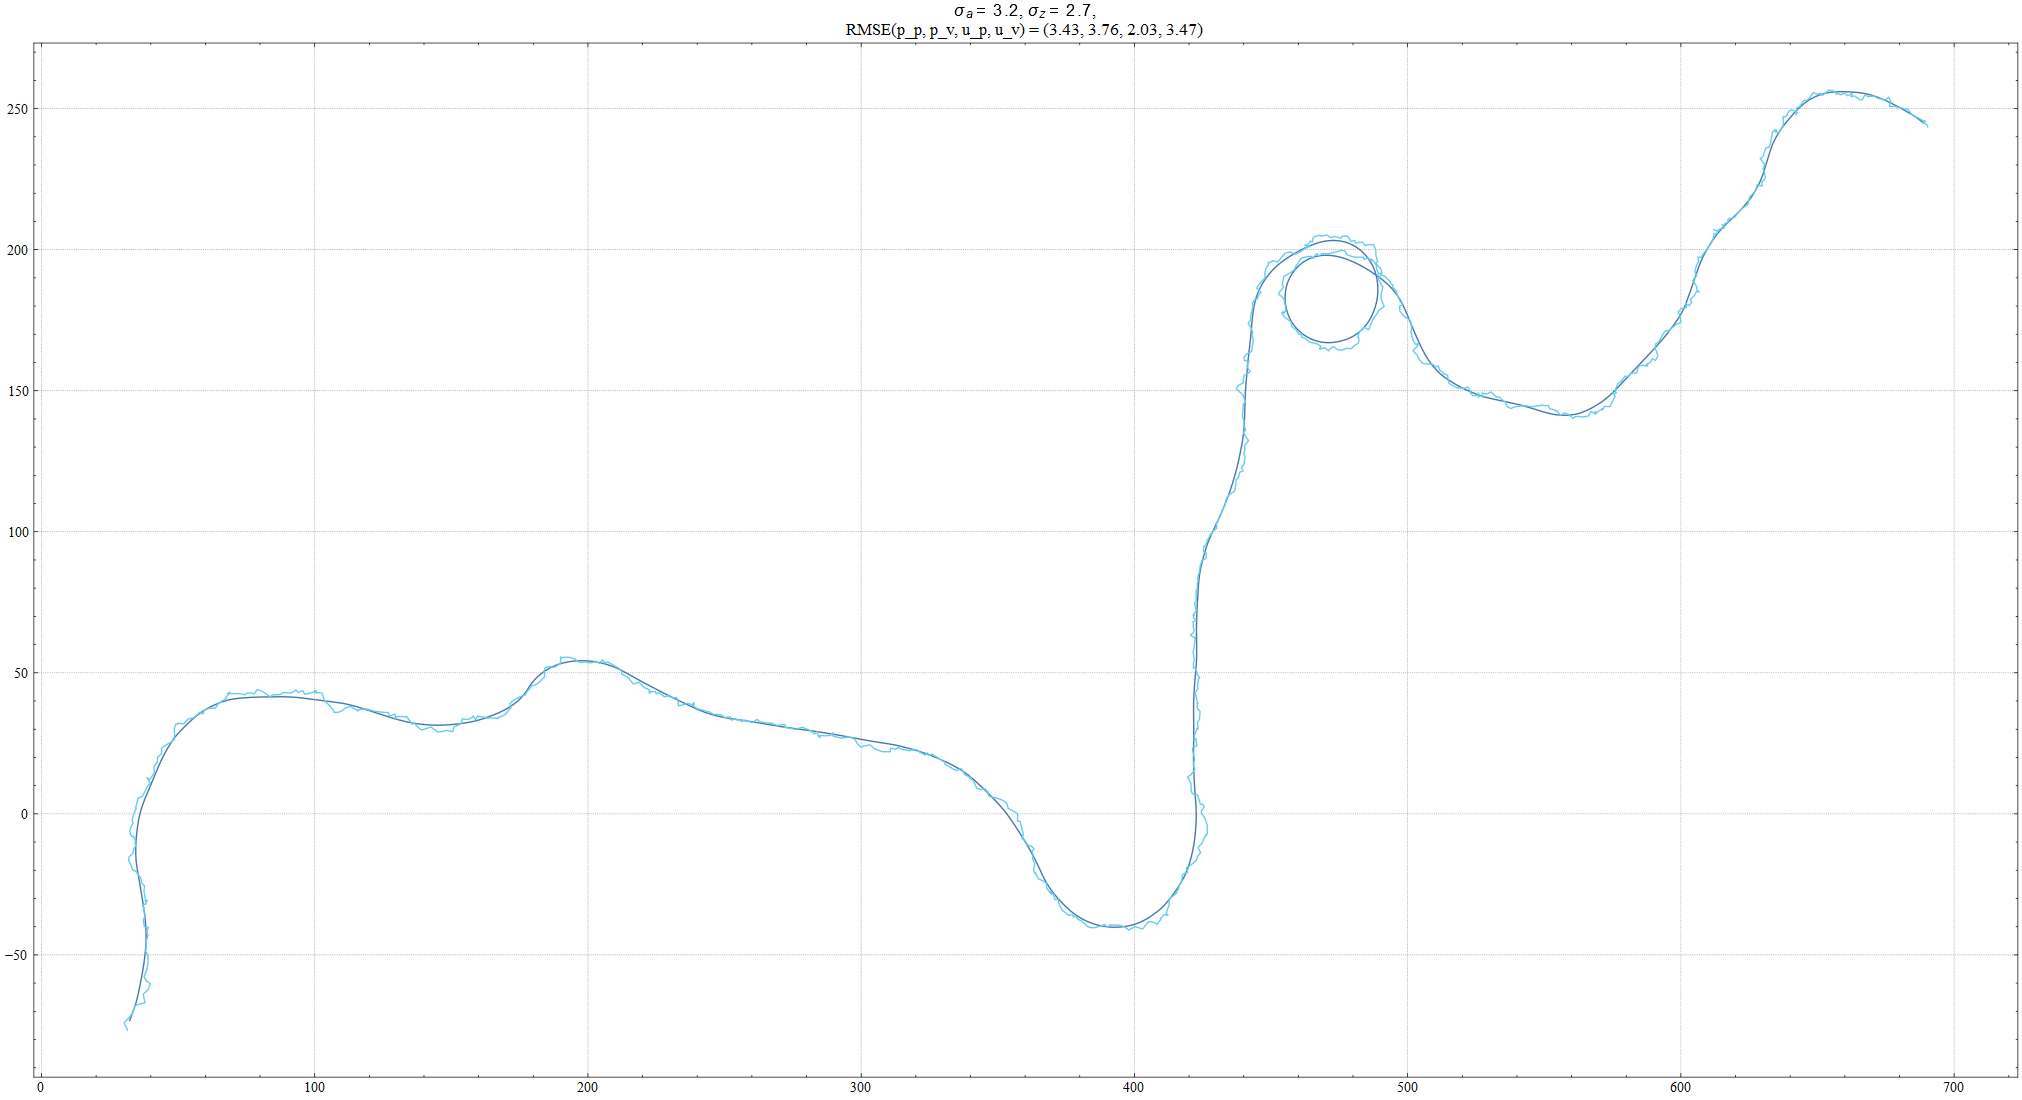 σa = 3.2, σz = 2.7,
RMSE(p_p, p_v, u_p, u_v) = (3.43, 3.76, 2.03, 3.47)
250
200
150
100
50
0
−50
0 100 200 300 400 500 600 700